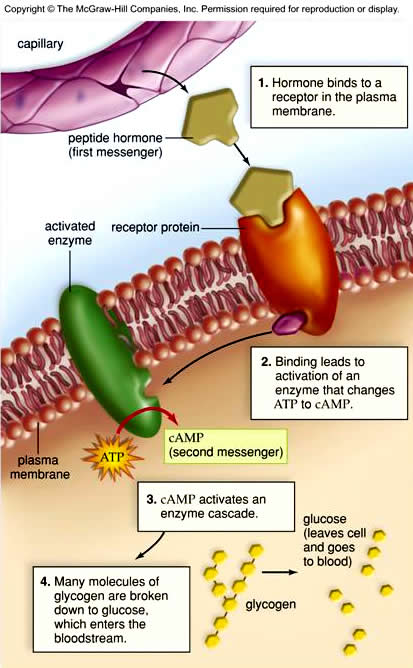 Copyright © The McGraw-Hill Companies, Inc. Permission required for reproduction or display.
capillary
1. Hormone binds to a
receptor in the plasma
membrane.
peptide hormone
(first messenger)
activated
enzyme
receptor protein
2. Binding leads to
activation of an
enzyme that changes
ATP to cAMP.
cAMP
(second messenger)
ATP
plasma
membrane
3. cAMP activates an
enzyme cascade.
glucose
(leaves cell
and goes
to blood)
4. Many molecules of
glycogen are broken
down to glucose,
which enters the
bloodstream.
glycogen